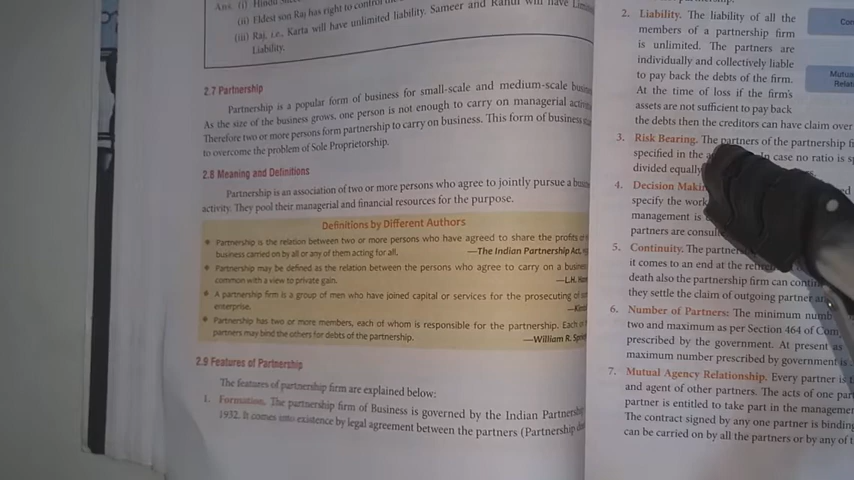 Ans. (i) Hindu
(ii) Eldest son Raj has right to control
(iii) Raj, i.e., Karta will have unlimited liability. Sameer and Rahul will have
Liability.
2.7 Partnership
Partnership is a popular form of business for small-scale and medium-scale
As the size of the business grows, one person is not enough to carry on managerial
Therefore two or more persons form partnership to carry on business. This form of business
to overcome the problem of Sole Proprietorship.
2.8 Meaning and Definitions
Partnership is an association of two or more persons who agree to jointly pursue a
activity. They pool their managerial and financial resources for the purpose.
Definitions by Different Authors
Partnership is the relation between two or more persons who have agreed to share the profits
business carried on by all or any of them acting for all.
—The Indian Partnership Act,
Partnership may be defined as the relation between the persons who agree to carry on a
common with a view to private gain.
—L.H.
A partnership firm is a group of men who have joined capital or services for the prosecuting of
enterprise.
Partnership has two or more members, each of whom is responsible for the partnership. Each
partners may bind the others for debts of the partnership.
—William R.
2.9 Features of Partnership
The features of partnership firm are explained below:
1. Formation. The partnership firm of Business is governed by the Indian
1932. It comes into existence by legal agreement between the partners (Partnership
2. Liability. The liability of all the
members of a partnership firm
is unlimited. The partners are
individually and collectively liable
to pay back the debts of the firm.
At the time of loss if the firm's
assets are not sufficient to pay back
the debts then the creditors can have claim over
3. Risk Bearing. The partners of the partnership
specified in the In case no ratio is
divided equally
4. Decision
specify the work
management is
partners are
5. Continuity. The
it comes to an end at the
death also the partnership firm can
they settle the claim of outgoing partner
6. Number of Partners: The minimum
two and maximum as per Section 464 of
prescribed by the government. At present as
maximum number prescribed by government is
7. Mutual Agency Relationship. Every partner is
and agent of other partners. The acts of one
partner is entitled to take part in the
The contract signed by any one partner is binding
can be carried on by all the partners or by any of